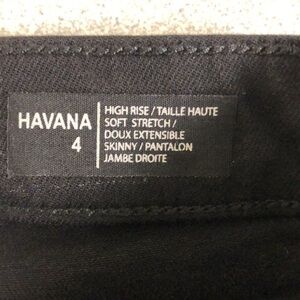 HAVANA
4
HIGH RISE / TAILLE HAUTE
SOFT STRETCH /
DOUX EXTENSIBLE
SKINNY / PANTALON
JAMBE DROITE